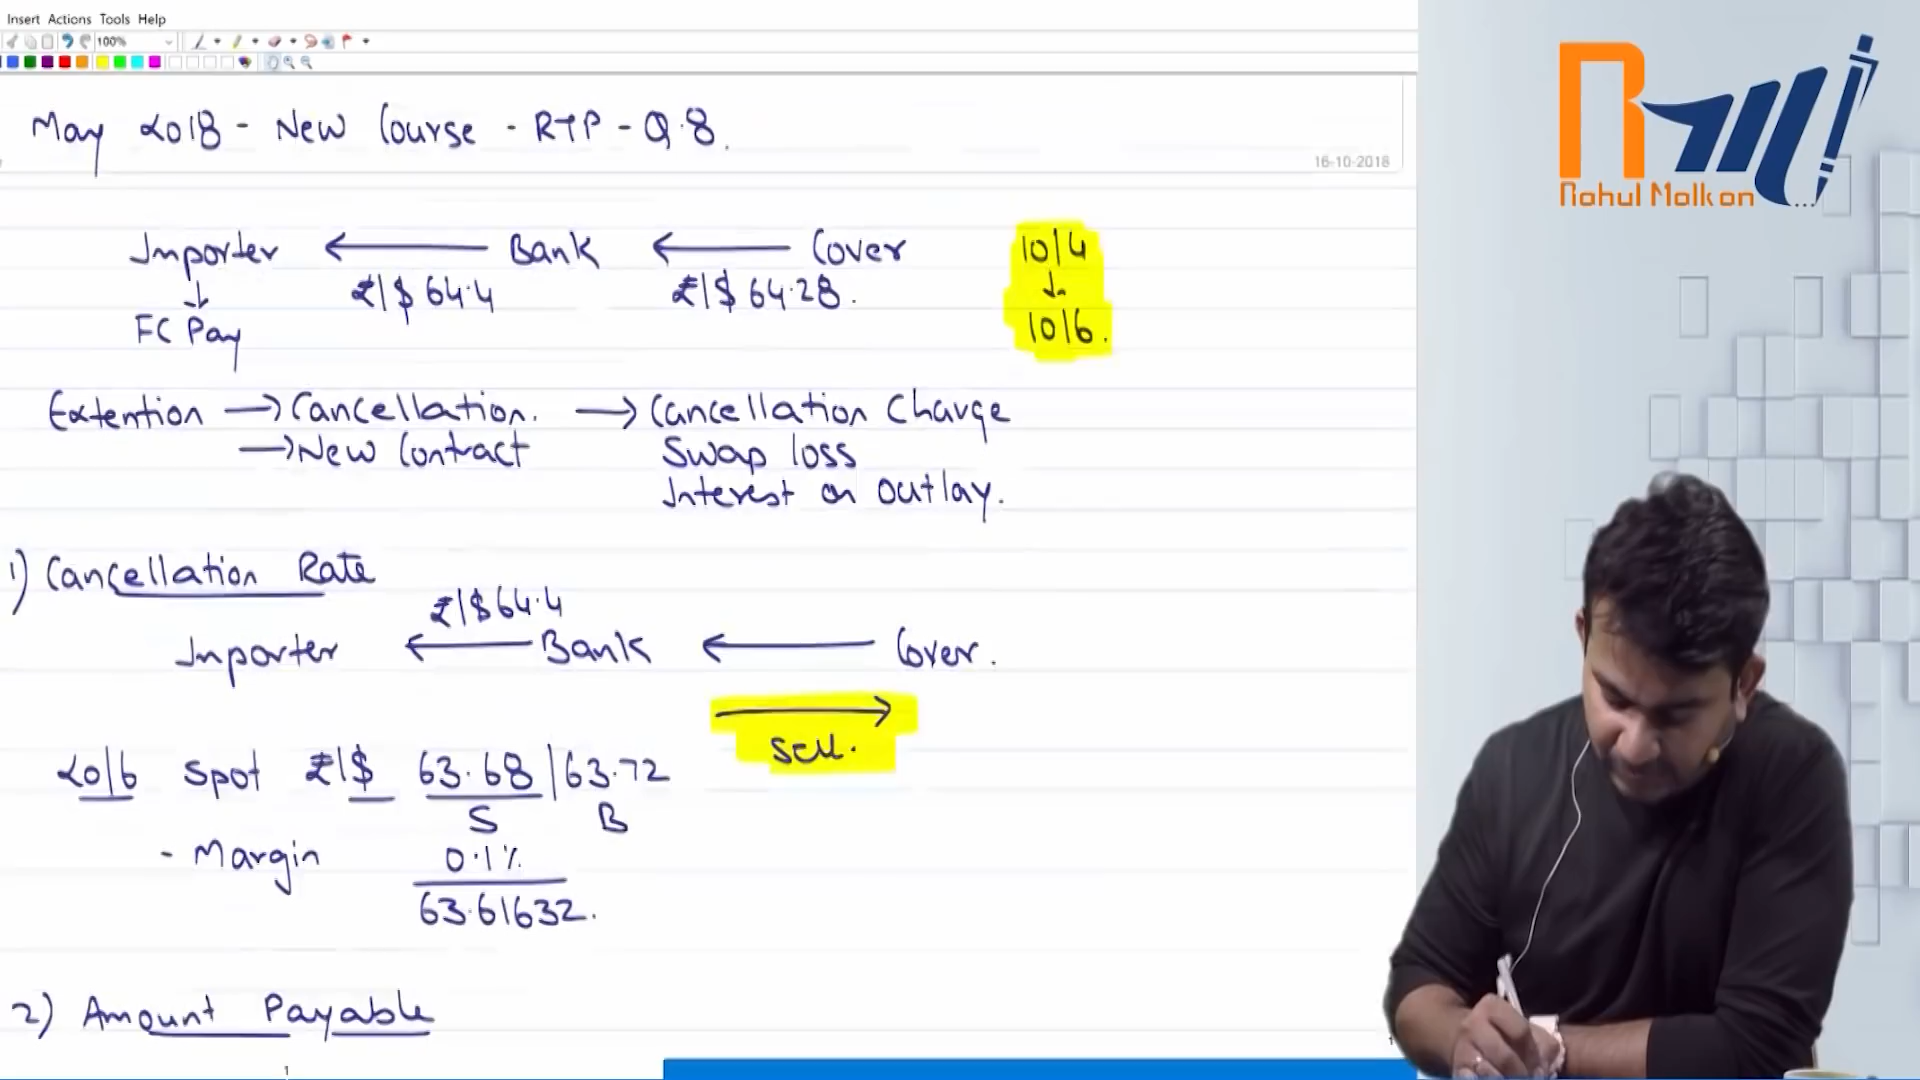 Insert Actions Tools Help
100%
May 2018 - New Course - RTP - Q.8.
16-10-2018
Importer ← Bank ← Cover
₹|$ 64.4 ₹|$ 64.28.
↓
FC Pay
10|4
↓
10|6.
Extention → Cancellation. → Cancellation Charge
→ New Contract Swap loss
Interest on outlay.
1) Cancellation Rate
₹|$ 64.4
Importer ← Bank ← Cover.
→
Sell.
20|6 Spot ₹|$ 63.68|63.72
S B
- Margin 0.1%
63.61632.
2) Amount Payable
1
Rahul Malkan